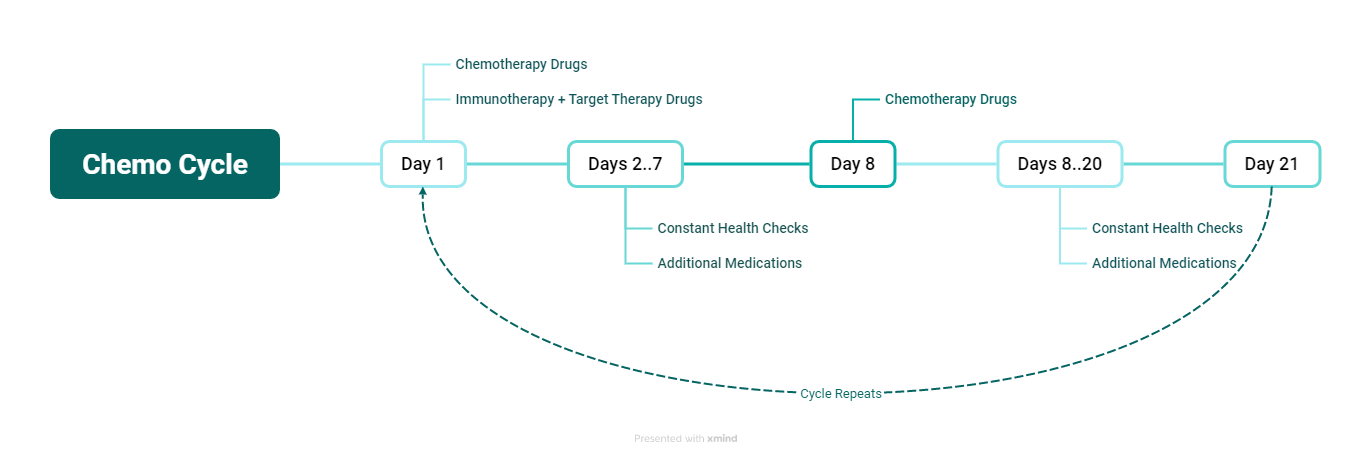 Chemotherapy Drugs
Immunotherapy + Target Therapy Drugs
Chemotherapy Drugs
Chemo Cycle
Day 1
Days 2..7
Day 8
Days 8..20
Day 21
Constant Health Checks
Additional Medications
Constant Health Checks
Additional Medications
Cycle Repeats
Presented with xmind